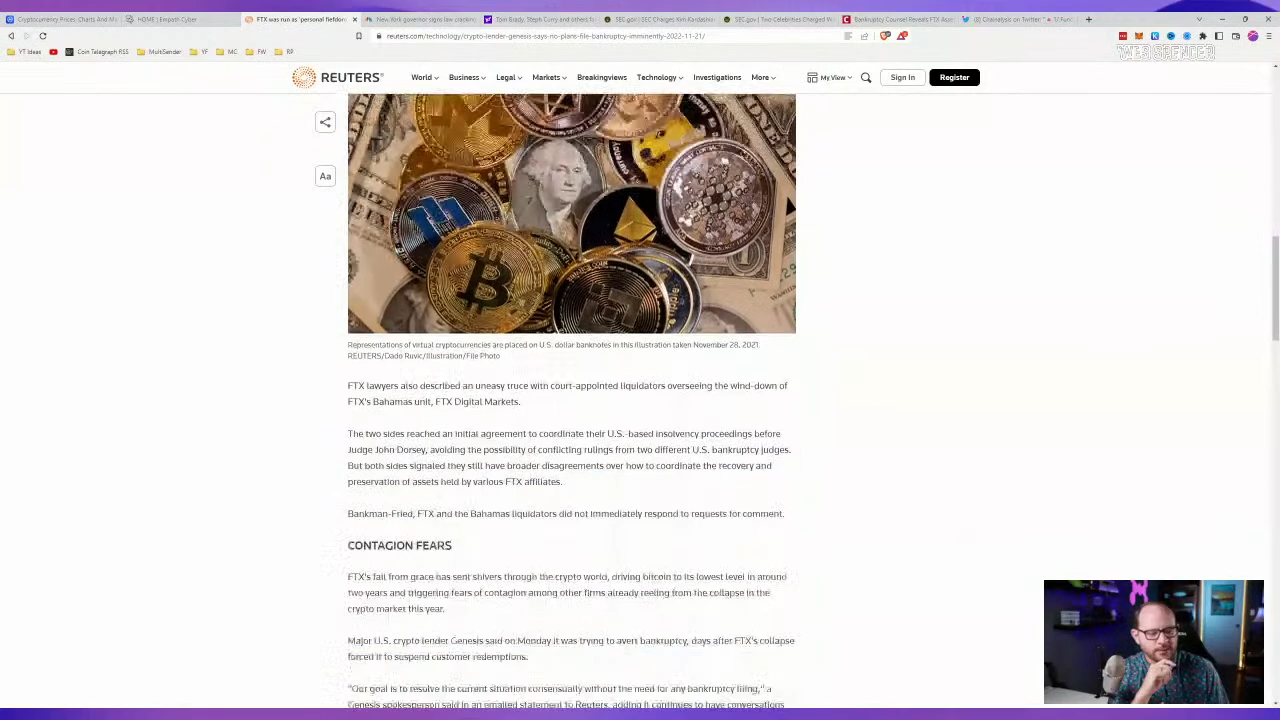 Cryptocurrency Prices, Charts And Ma
HOME | Empath Cyber
FTX was run as 'personal fiefdom
New York governor signs law cracking
Tom Brady, Steph Curry and others f
SEC.gov | SEC Charges Kim Kardashian
SEC.gov | Two Celebrities Charged W
Bankruptcy Counsel Reveals FTX Asse
(8) Chainalysis on Twitter:
reuters.com/technology/crypto-lender-genesis-says-no-plans-file-bankruptcy-imminently-2022-11-21/
YT Ideas
Coin Telegraph RSS
MultiSender
YF
MC
FW
RP
WEB SPENDER
REUTERS
World Business Legal Markets Breakingviews Technology Investigations More
My View
Sign In
Register
Aa
Representations of virtual cryptocurrencies are placed on U.S. dollar banknotes in this illustration taken November 28, 2021.
REUTERS/Dado Ruvic/Illustration/File Photo
FTX lawyers also described an uneasy truce with court-appointed liquidators overseeing the wind-down of
FTX's Bahamas unit, FTX Digital Markets.
The two sides reached an initial agreement to coordinate their U.S.-based insolvency proceedings before
Judge John Dorsey, avoiding the possibility of conflicting rulings from two different U.S. bankruptcy judges.
But both sides signaled they still have broader disagreements over how to coordinate the recovery and
preservation of assets held by various FTX affiliates.
Bankman-Fried, FTX and the Bahamas liquidators did not immediately respond to requests for comment.
CONTAGION FEARS
FTX's fall from grace has sent shivers through the crypto world, driving bitcoin to its lowest level in around
two years and triggering fears of contagion among other firms already reeling from the collapse in the
crypto market this year.
Major U.S. crypto lender Genesis said on Monday it was trying to avert bankruptcy, days after FTX's collapse
forced it to suspend customer redemptions.
"Our goal is to resolve the current situation consensually without the need for any bankruptcy filing," a
Genesis spokesperson said in an emailed statement to Reuters, adding it continues to have conversations